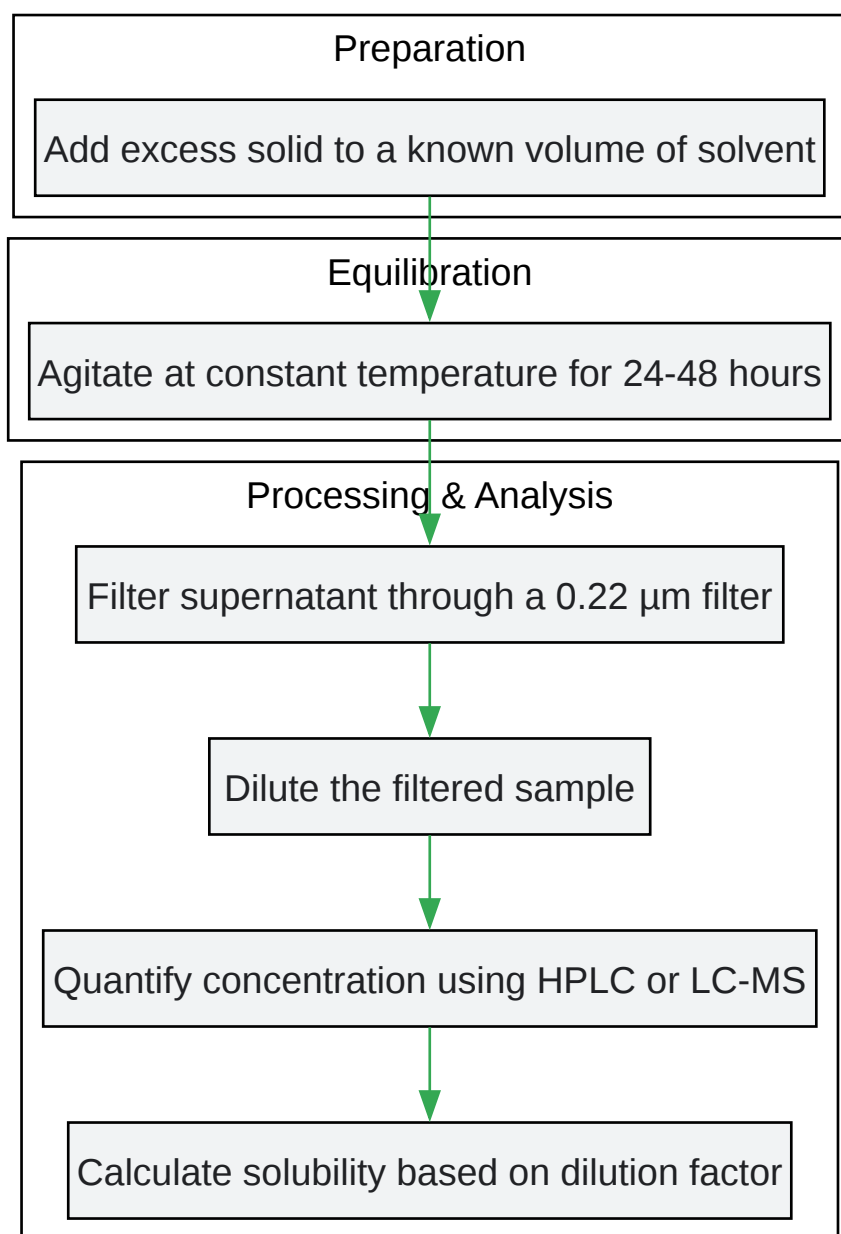 Preparation
Add excess solid to a known volume of solvent
Equilibration
Agitate at constant temperature for 24-48 hours
Processing & Analysis
Filter supernatant through a 0.22 µm filter
Dilute the filtered sample
Quantify concentration using HPLC or LC-MS
Calculate solubility based on dilution factor